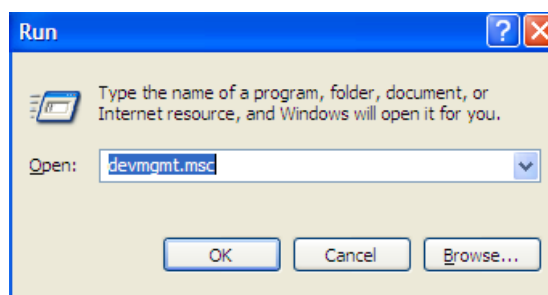 Run
Type the name of a program, folder, document, or
Internet resource, and Windows will open it for you.
Open: devmgmt.msc
OK Cancel Browse...